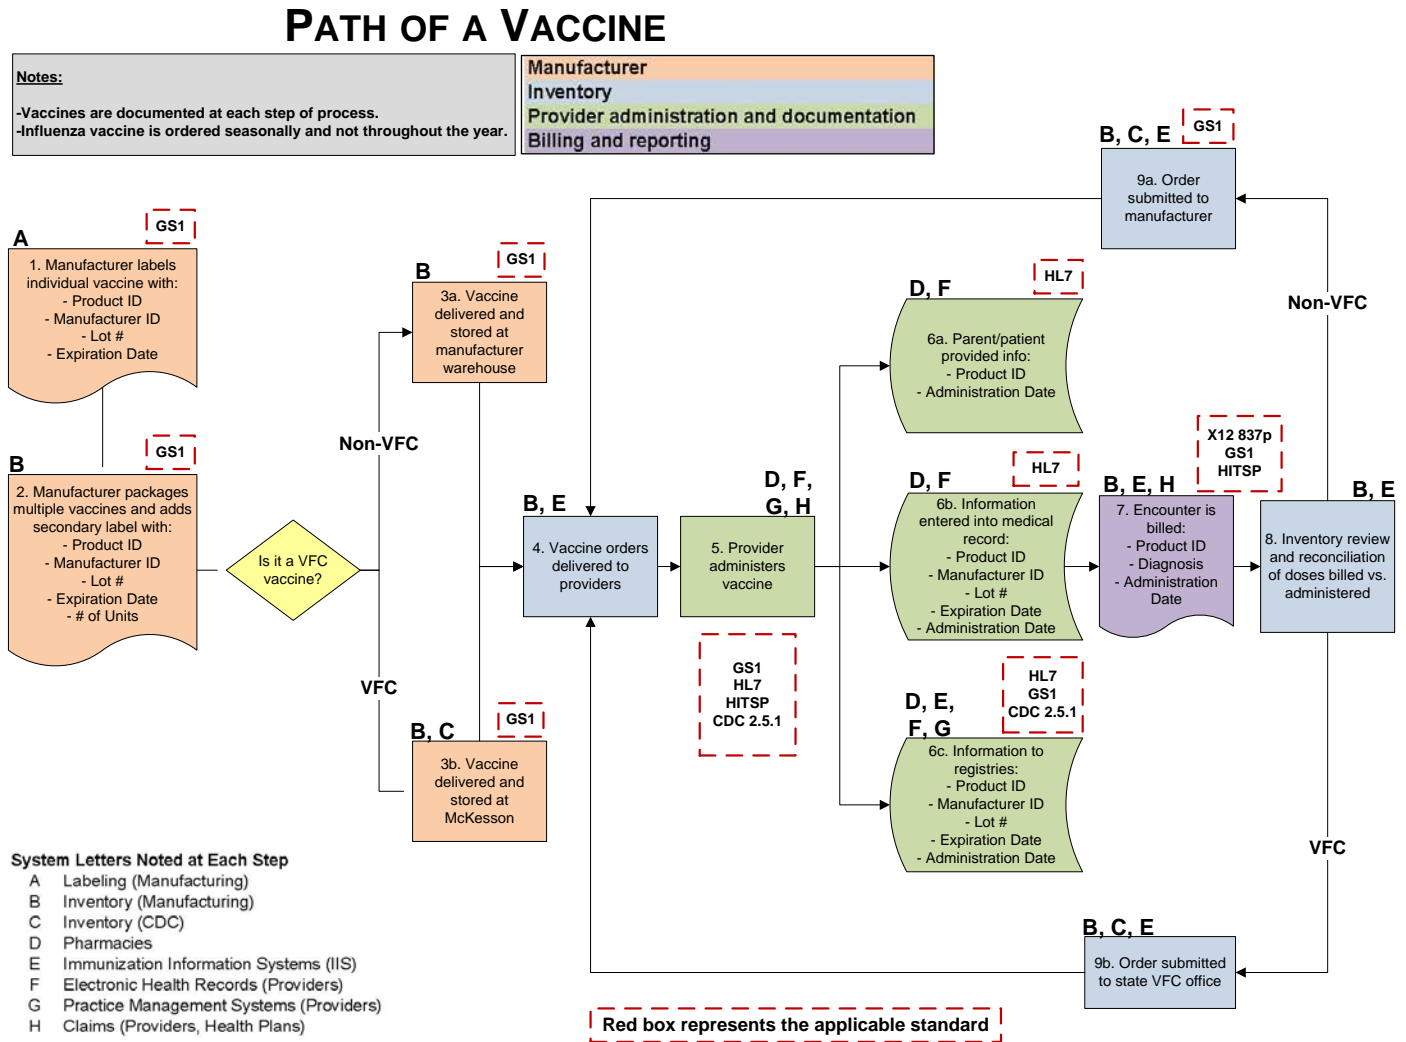 PATH OF A VACCINE
Notes:
-Vaccines are documented at each step of process.
-Influenza vaccine is ordered seasonally and not throughout the year.
Manufacturer
Inventory
Provider administration and documentation
Billing and reporting
GS1
A
1. Manufacturer labels
individual vaccine with:
- Product ID
- Manufacturer ID
- Lot #
- Expiration Date
GS1
B
2. Manufacturer packages
multiple vaccines and adds
secondary label with:
- Product ID
- Manufacturer ID
- Lot #
- Expiration Date
- # of Units
Is it a VFC
vaccine?
Non-VFC
VFC
GS1
B
3a. Vaccine
delivered and
stored at
manufacturer
warehouse
GS1
B, C
3b. Vaccine
delivered and
stored at
McKesson
B, E
4. Vaccine orders
delivered to
providers
D, F,
G, H
5. Provider
administers
vaccine
GS1
HL7
HITSP
CDC 2.5.1
HL7
D, F
6a. Parent/patient
provided info:
- Product ID
- Administration Date
HL7
D, F
6b. Information
entered into medical
record:
- Product ID
- Manufacturer ID
- Lot #
- Expiration Date
- Administration Date
HL7
GS1
CDC 2.5.1
D, E,
F, G
6c. Information to
registries:
- Product ID
- Manufacturer ID
- Lot #
- Expiration Date
- Administration Date
X12 837p
GS1
HITSP
B, E, H
7. Encounter is
billed:
- Product ID
- Diagnosis
- Administration
Date
B, E
8. Inventory review
and reconciliation
of doses billed vs.
administered
Non-VFC
VFC
GS1
B, C, E
9a. Order
submitted to
manufacturer
B, C, E
9b. Order submitted
to state VFC office
System Letters Noted at Each Step
A Labeling (Manufacturing)
B Inventory (Manufacturing)
C Inventory (CDC)
D Pharmacies
E Immunization Information Systems (IIS)
F Electronic Health Records (Providers)
G Practice Management Systems (Providers)
H Claims (Providers, Health Plans)
Red box represents the applicable standard